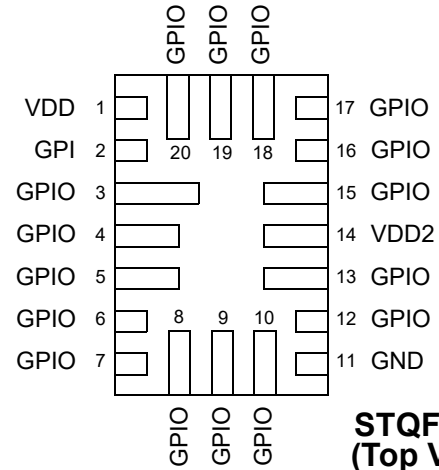 GPIO GPIO GPIO
VDD 1 17 GPIO
GPI 2 20 19 18 16 GPIO
GPIO 3 15 GPIO
GPIO 4 14 VDD2
GPIO 5 13 GPIO
GPIO 6 8 9 10 12 GPIO
GPIO 7 11 GND
GPIO GPIO GPIO
STQF
(Top V